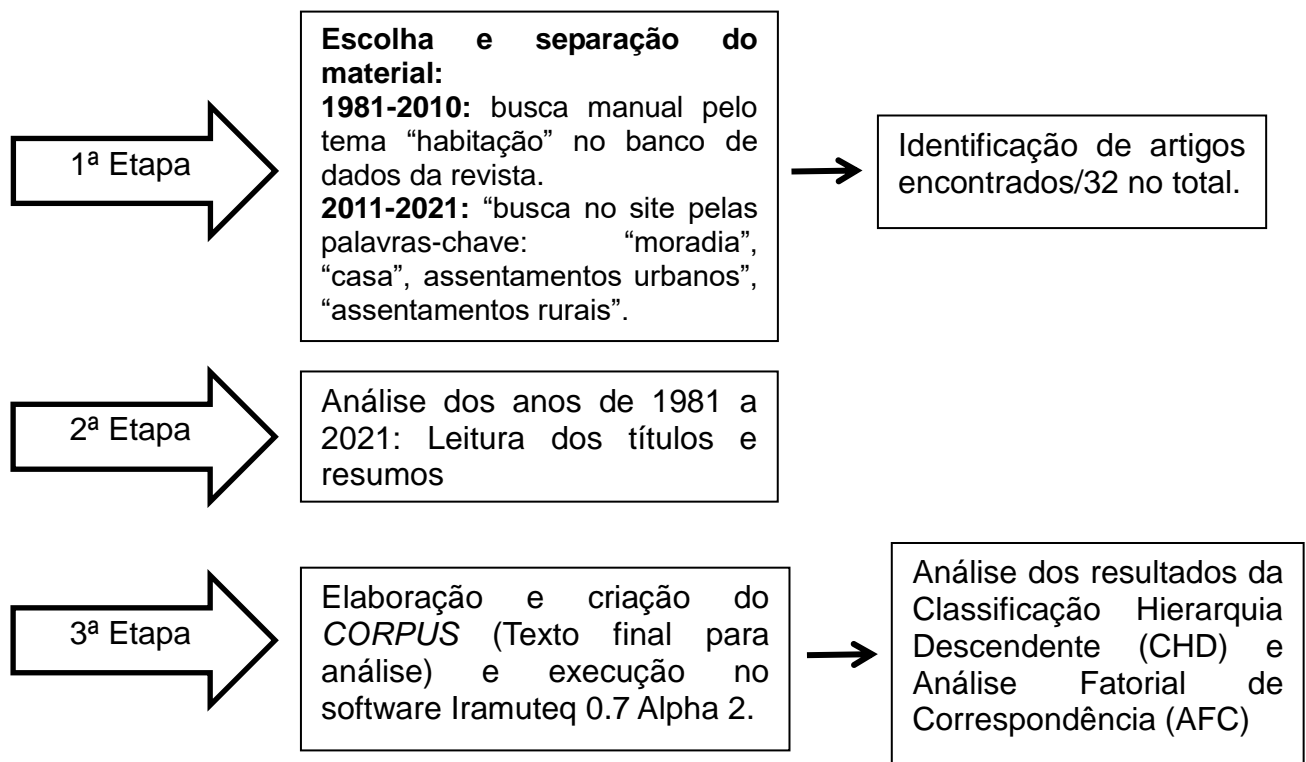 1ª Etapa
Escolha e separação do
material:
1981-2010: busca manual pelo
tema “habitação” no banco de
dados da revista.
2011-2021: “busca no site pelas
palavras-chave: “moradia”,
“casa”, assentamentos urbanos”,
“assentamentos rurais”.
Identificação de artigos
encontrados/32 no total.
2ª Etapa
Análise dos anos de 1981 a
2021: Leitura dos títulos e
resumos
3ª Etapa
Elaboração e criação do
CORPUS (Texto final para
análise) e execução no
software Iramuteq 0.7 Alpha 2.
Análise dos resultados da
Classificação Hierarquia
Descendente (CHD) e
Análise Fatorial de
Correspondência (AFC)